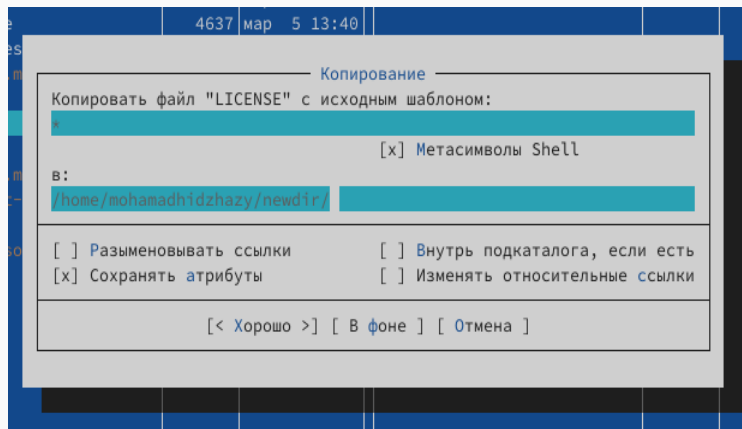 4637 мар 5 13:40
Копирование
Копировать файл "LICENSE" с исходным шаблоном:
*
[x] Метасимволы Shell
в:
/home/mohamadhidzhazy/newdir/
[ ] Разыменовывать ссылки [ ] Внутрь подкаталога, если есть
[x] Сохранять атрибуты [ ] Изменять относительные ссылки
[< Хорошо >] [ В фоне ] [ Отмена ]